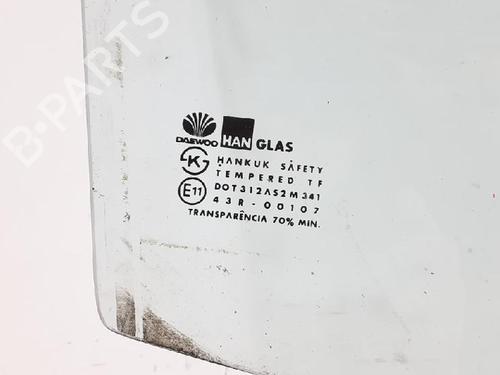 B-PARTS
DAEWOO HAN GLAS
K HANKUK SAFETY
TEMPERED TF
E11 DOT312AS2M341
43R-00107
TRANSPARÊNCIA 70% MIN.